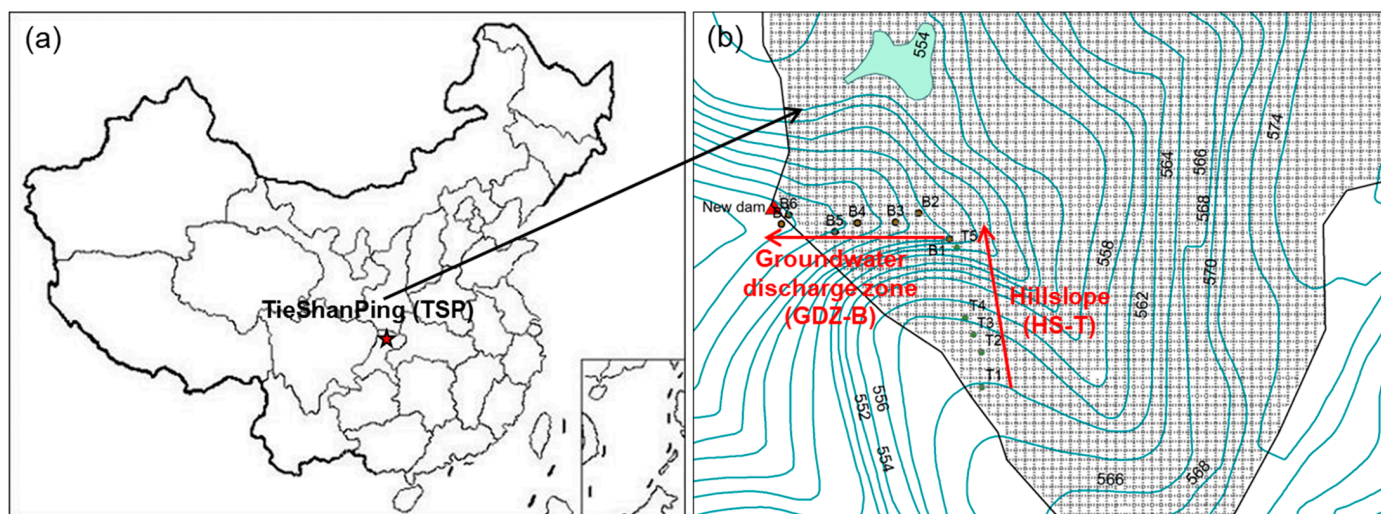 (a)
TieShanPing (TSP)
(b)
554
574
564
566
568
570
558
562
New dam
B6
B5
B4
B3
B2
B1
T5
Groundwater
discharge zone
(GDZ-B)
Hillslope
(HS-T)
T4
T3
T2
T1
552
556
554
566
568